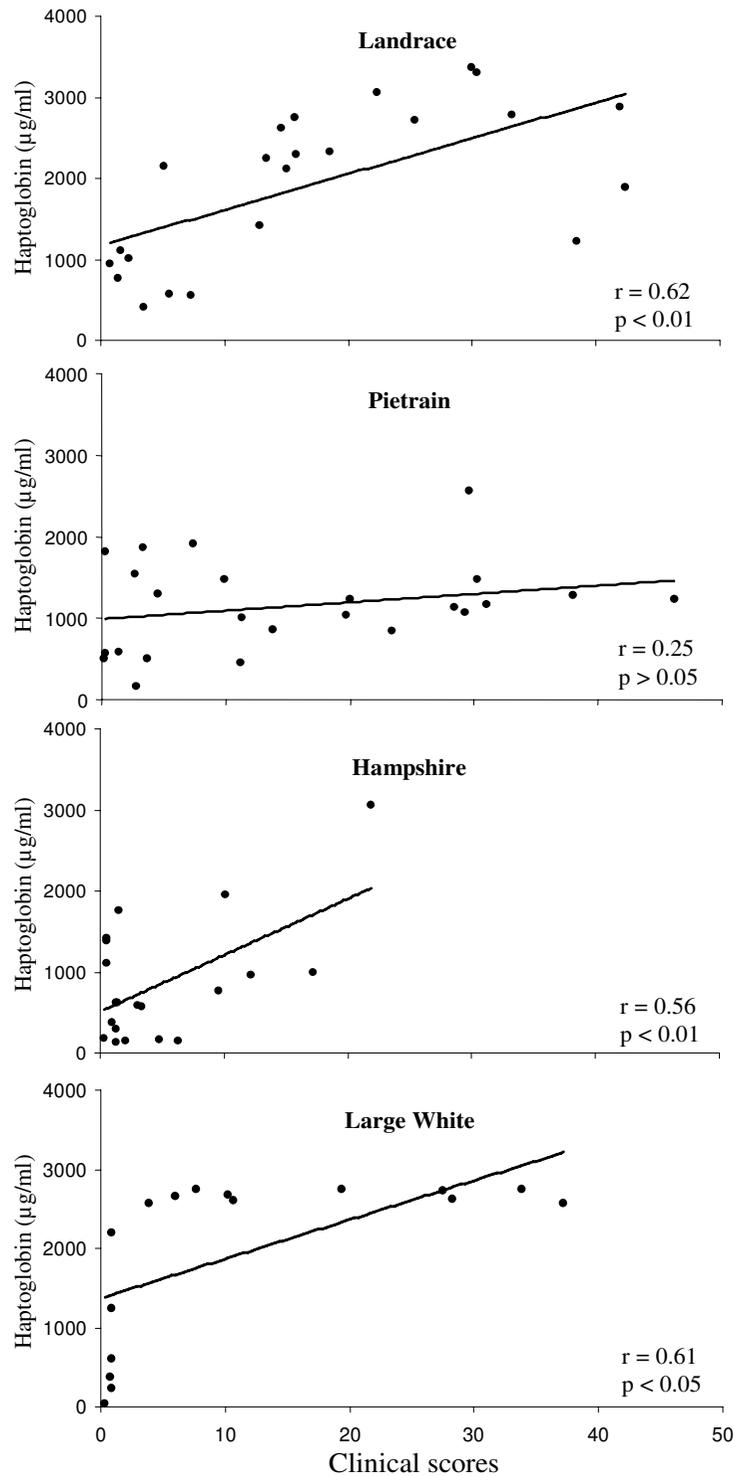 Landrace
Haptoglobin (µg/ml)
4000
3000
2000
1000
0
r = 0.62
p < 0.01
Pietrain
Haptoglobin (µg/ml)
4000
3000
2000
1000
0
r = 0.25
p > 0.05
Hampshire
Haptoglobin (µg/ml)
4000
3000
2000
1000
0
r = 0.56
p < 0.01
Large White
Haptoglobin (µg/ml)
4000
3000
2000
1000
0
r = 0.61
p < 0.05
0 10 20 30 40 50
Clinical scores